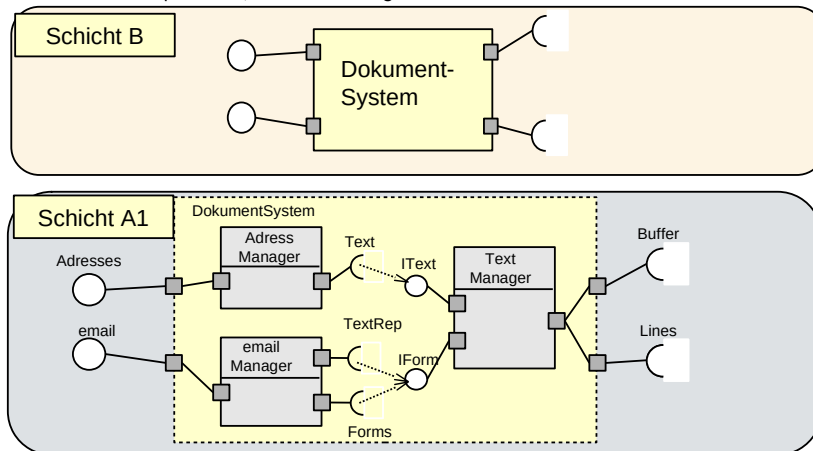 Schicht B
Dokument-
System
Schicht A1
DokumentSystem
Adresses
Adress
Manager
Text
IText
Text
Manager
Buffer
email
email
Manager
TextRep
IForm
Lines
Forms